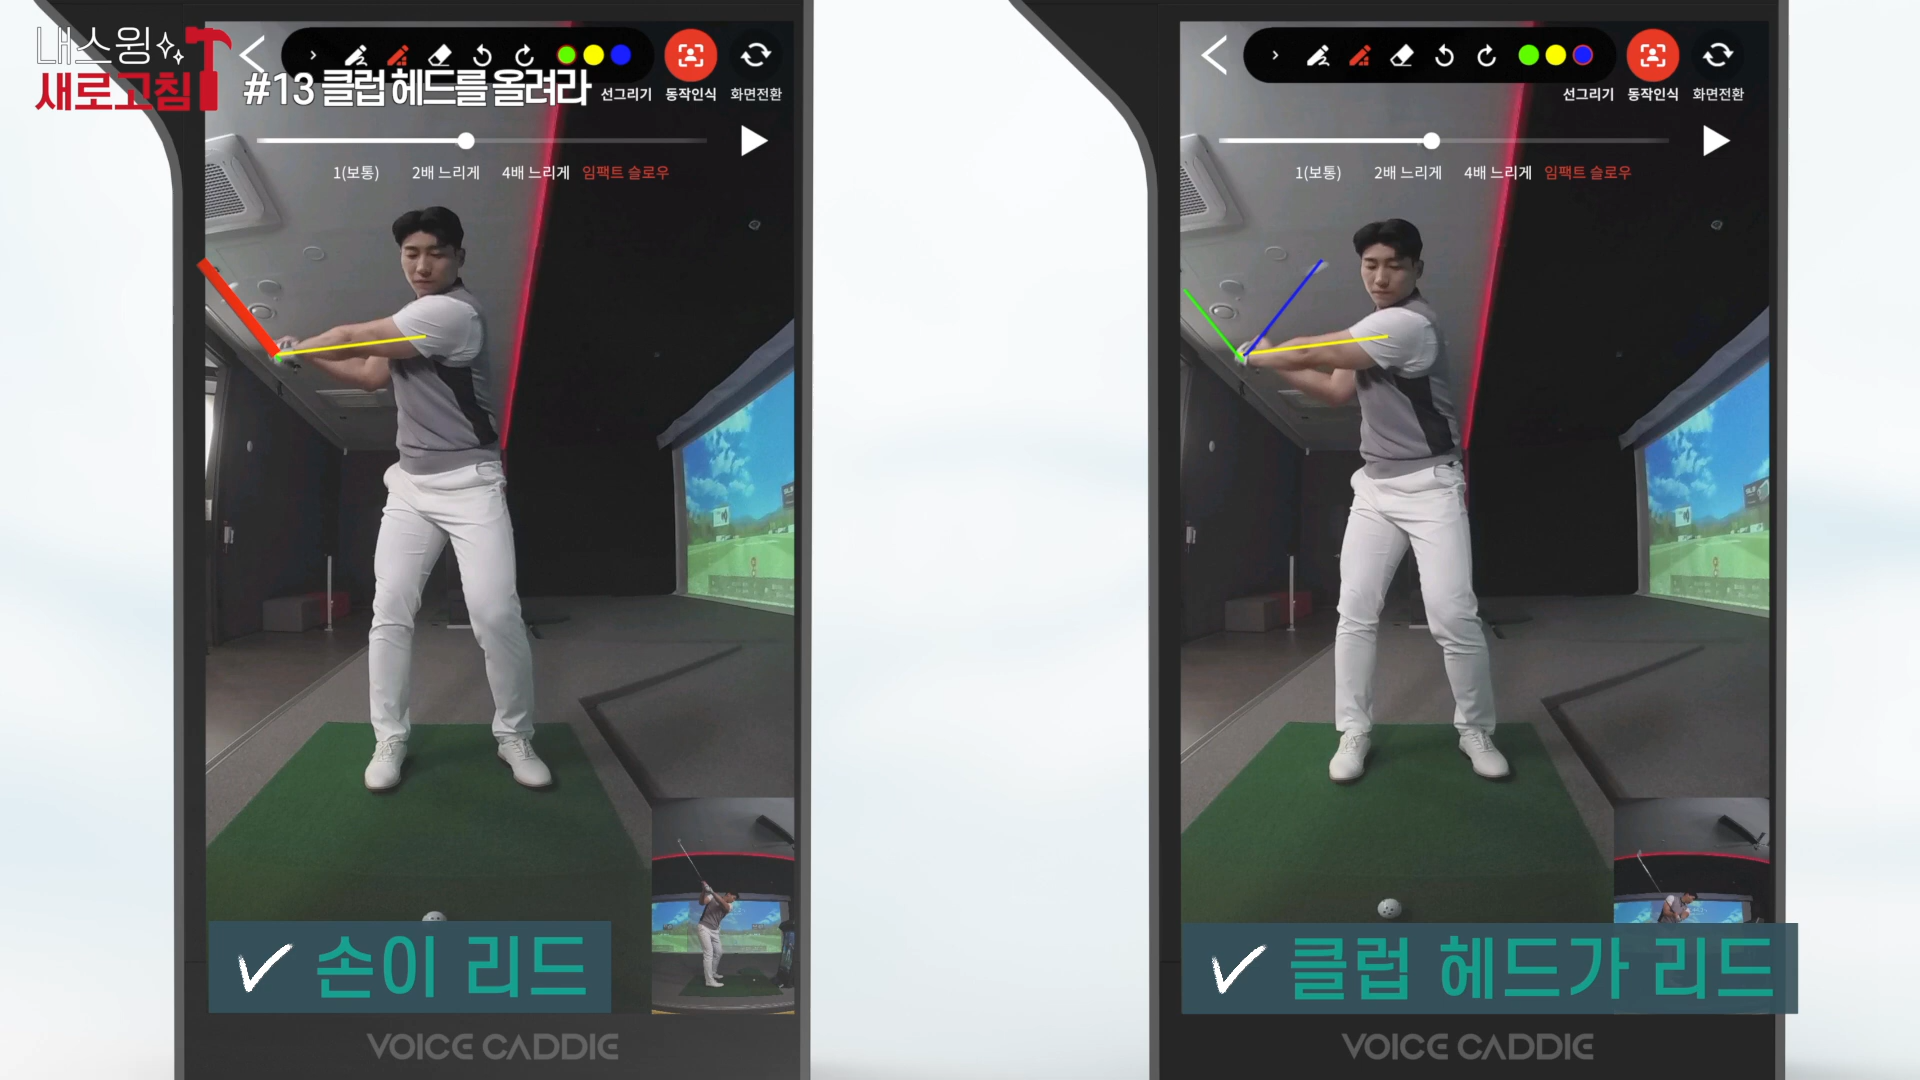 내스윙
새로고침
#13 클럽 헤드를 올려라
선그리기 동작인식 화면전환
1(보통) 2배 느리게 4배 느리게 임팩트 슬로우
손이 리드
VOICE CADDIE
선그리기 동작인식 화면전환
1(보통) 2배 느리게 4배 느리게 임팩트 슬로우
클럽 헤드가 리드
VOICE CADDIE